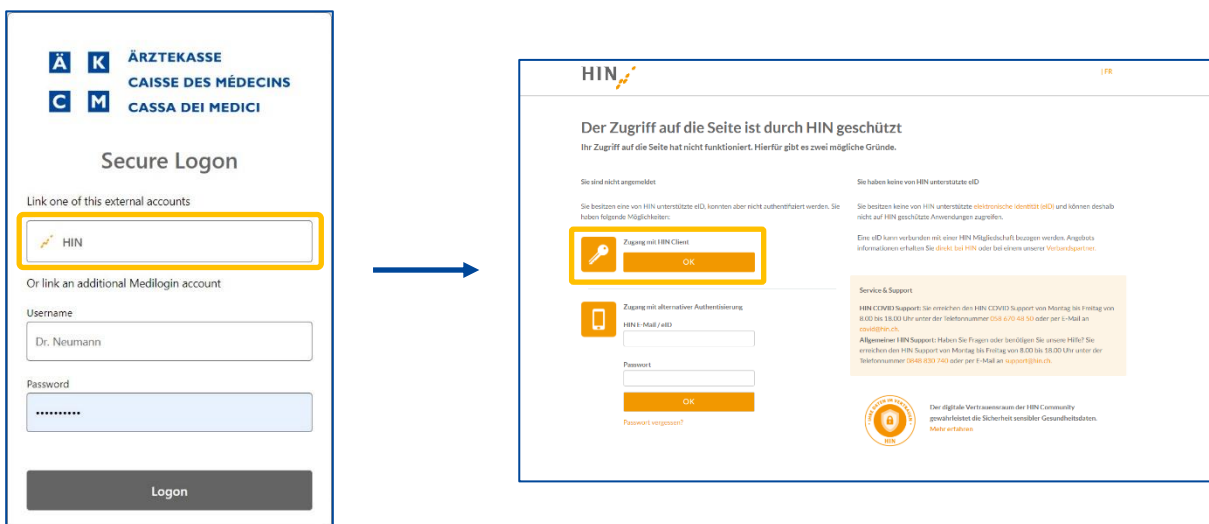 Ä K ÄRZTEKASSE
CAISSE DES MÉDECINS
C M CASSA DEI MEDICI
Secure Logon
Link one of this external accounts
HIN
Or link an additional Medilogin account
Username
Dr. Neumann
Password
••••••••••
Logon
HIN
| FR
Der Zugriff auf die Seite ist durch HIN geschützt
Ihr Zugriff auf die Seite hat nicht funktioniert. Hierfür gibt es zwei mögliche Gründe.
Sie sind nicht angemeldet
Sie besitzen eine von HIN unterstützte eID, konnten aber nicht authentifiziert werden. Sie
haben folgende Möglichkeiten:
Zugang mit HIN Client
OK
Zugang mit alternativer Authentisierung
HIN E-Mail / eID
Passwort
OK
Passwort vergessen?
Sie haben keine von HIN unterstützte eID
Sie besitzen keine von HIN unterstützte elektronische Identität (eID) und können deshalb
nicht auf HIN geschützte Anwendungen zugreifen.
Eine eID kann verbunden mit einer HIN Mitgliedschaft bezogen werden. Angebots
informationen erhalten Sie direkt bei HIN oder bei einem unserer Verbandspartner.
Service & Support
HIN COVID Support: Sie erreichen den HIN COVID Support von Montag bis Freitag von
8.00 bis 18.00 Uhr unter der Telefonnummer 058 670 48 50 oder per E-Mail an
covid@hin.ch.
Allgemeiner HIN Support: Haben Sie Fragen oder benötigen Sie unsere Hilfe? Sie
erreichen den HIN Support von Montag bis Freitag von 8.00 bis 18.00 Uhr unter der
Telefonnummer 0848 830 740 oder per E-Mail an support@hin.ch.
Der digitale Vertrauensraum der HIN Community
gewährleistet die Sicherheit sensibler Gesundheitsdaten.
Mehr erfahren
HIN